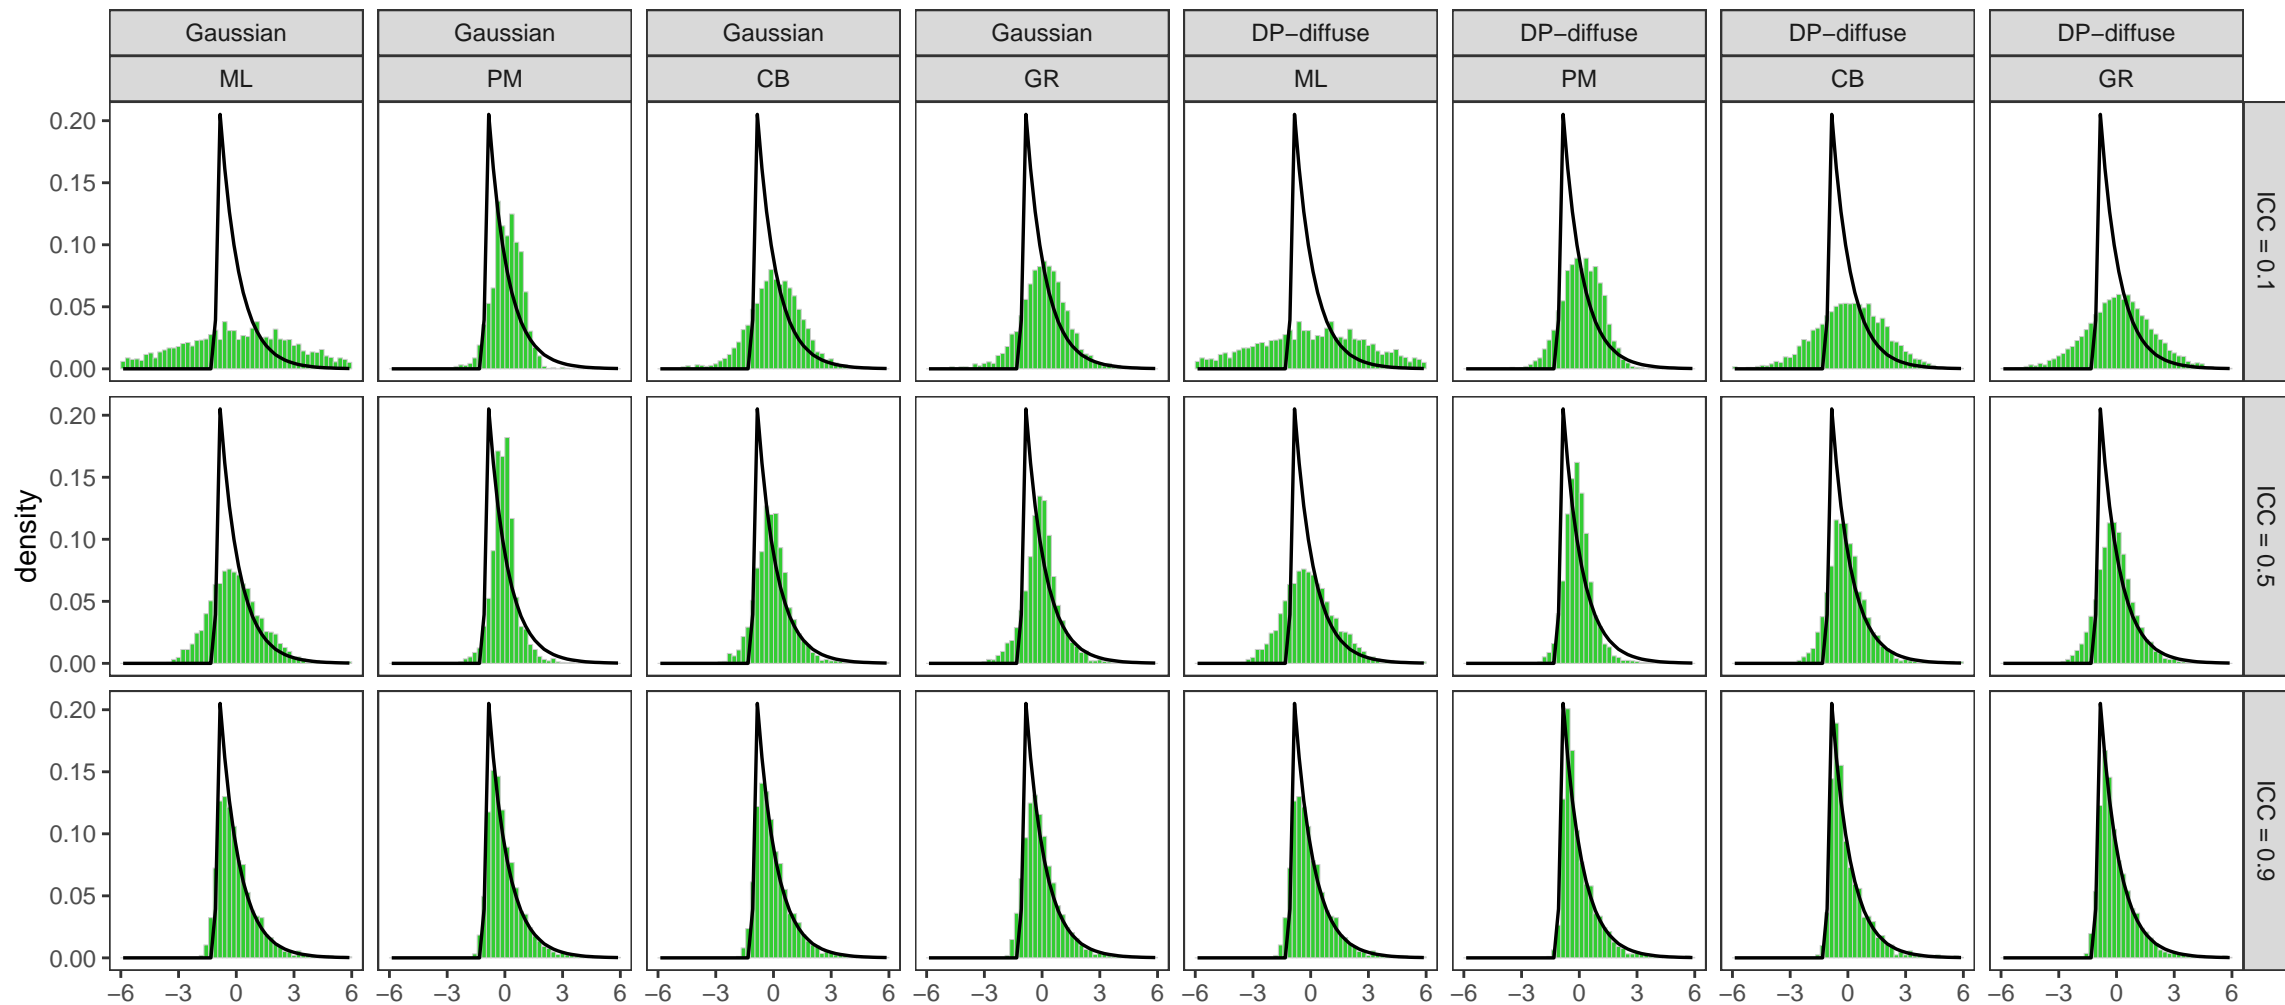 Gaussian Gaussian Gaussian Gaussian DP−diffuse DP−diffuse DP−diffuse DP−diffuse
ML PM CB GR ML PM CB GR
0.20
0.15
0.10
0.05
0.00
ICC = 0.1
0.20
0.15
0.10
0.05
0.00
ICC = 0.5
density
0.20
0.15
0.10
0.05
0.00
ICC = 0.9
−6 −3 0 3 6 −6 −3 0 3 6 −6 −3 0 3 6 −6 −3 0 3 6 −6 −3 0 3 6 −6 −3 0 3 6 −6 −3 0 3 6 −6 −3 0 3 6